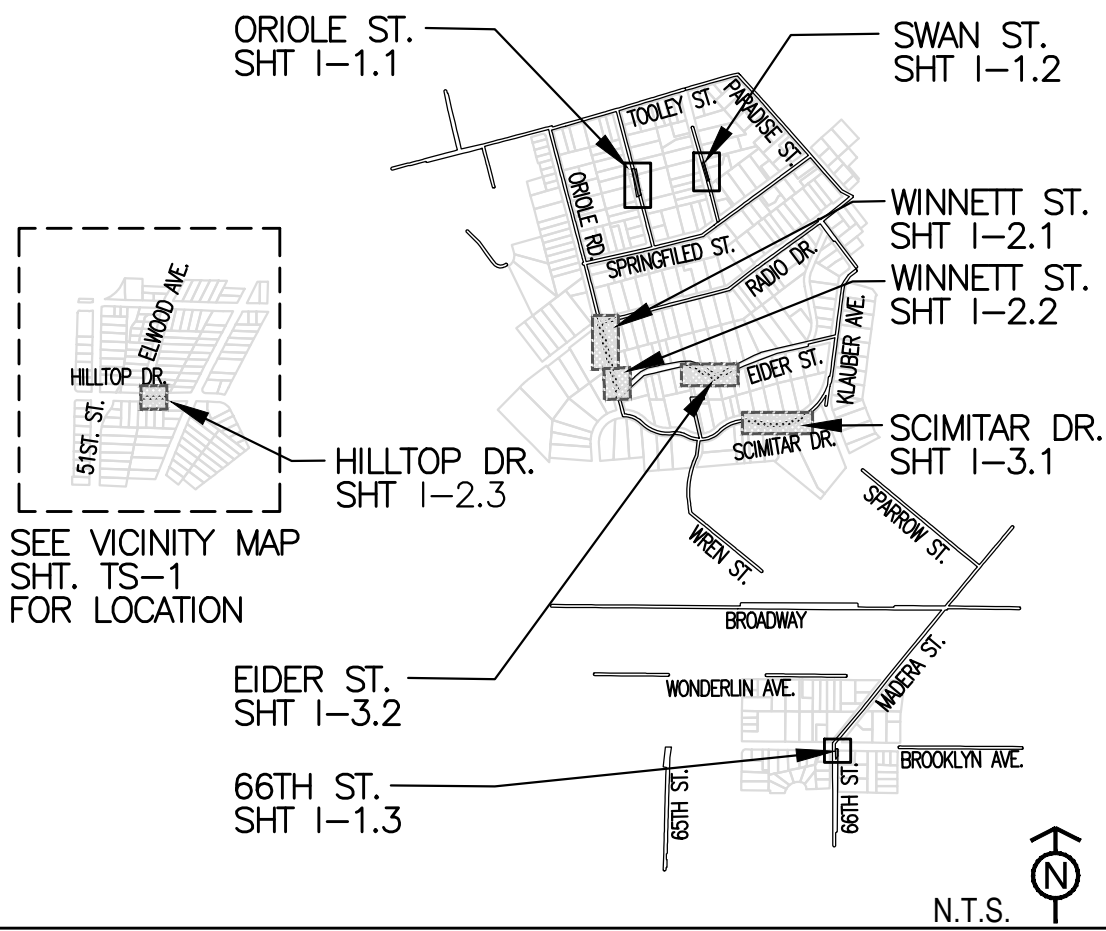 ORIOLE ST.
SHT I-1.1
SWAN ST.
SHT I-1.2
TOOLEY ST.
PARADISE ST.
ORIOLE RD.
SPRINGFILED ST.
RADIO DR.
WINNETT ST.
SHT I-2.1
WINNETT ST.
SHT I-2.2
KLAUBER AVE.
EIDER ST.
SCIMITAR DR.
SCIMITAR DR.
SHT I-3.1
ELWOOD AVE.
HILLTOP DR.
51ST. ST.
HILLTOP DR.
SHT I-2.3
SEE VICINITY MAP
SHT. TS-1
FOR LOCATION
SPARROW ST.
WREN ST.
BROADWAY
EIDER ST.
SHT I-3.2
WONDERLIN AVE.
MADERA ST.
BROOKLYN AVE.
66TH ST.
SHT I-1.3
65TH ST.
66TH ST.
N
N.T.S.